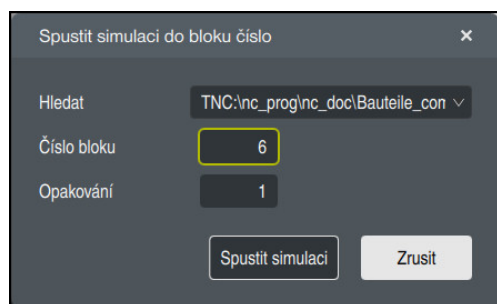 Spustit simulaci do bloku číslo ×
Hledat TNC:\nc_prog\nc_doc\Bauteile_con
Číslo bloku 6
Opakování 1
Spustit simulaci Zrusit